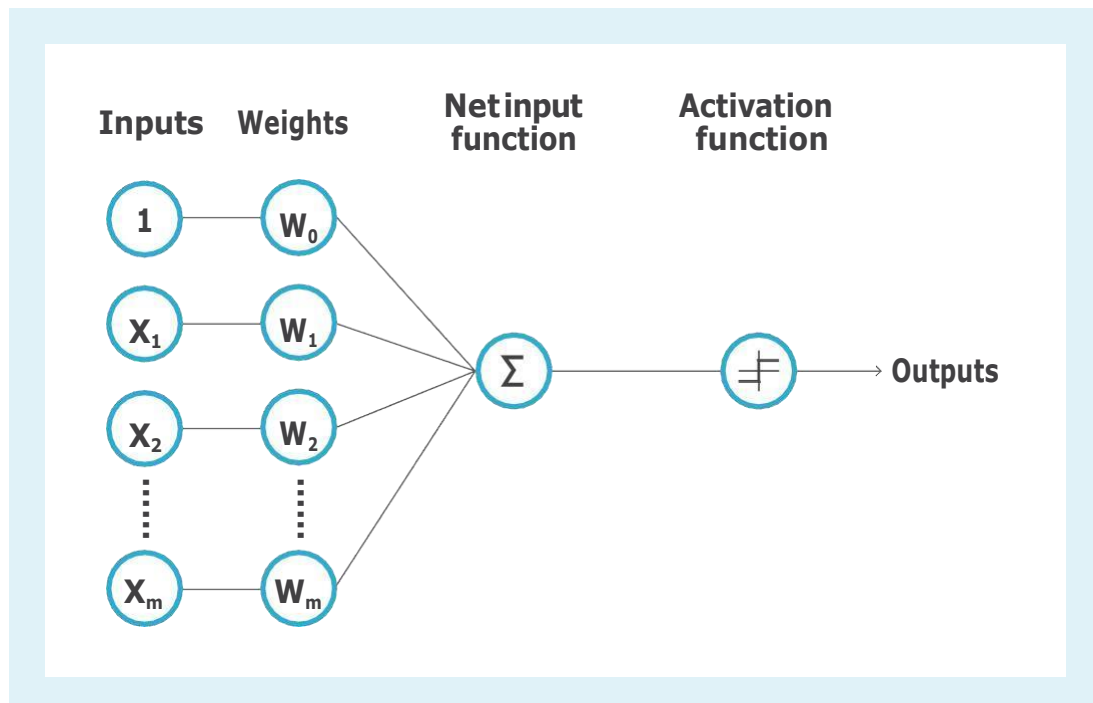 Inputs
Weights
Net input
function
Activation
function
1
W₀
X₁
W₁
Σ
Outputs
X₂
W₂
Xₘ
Wₘ